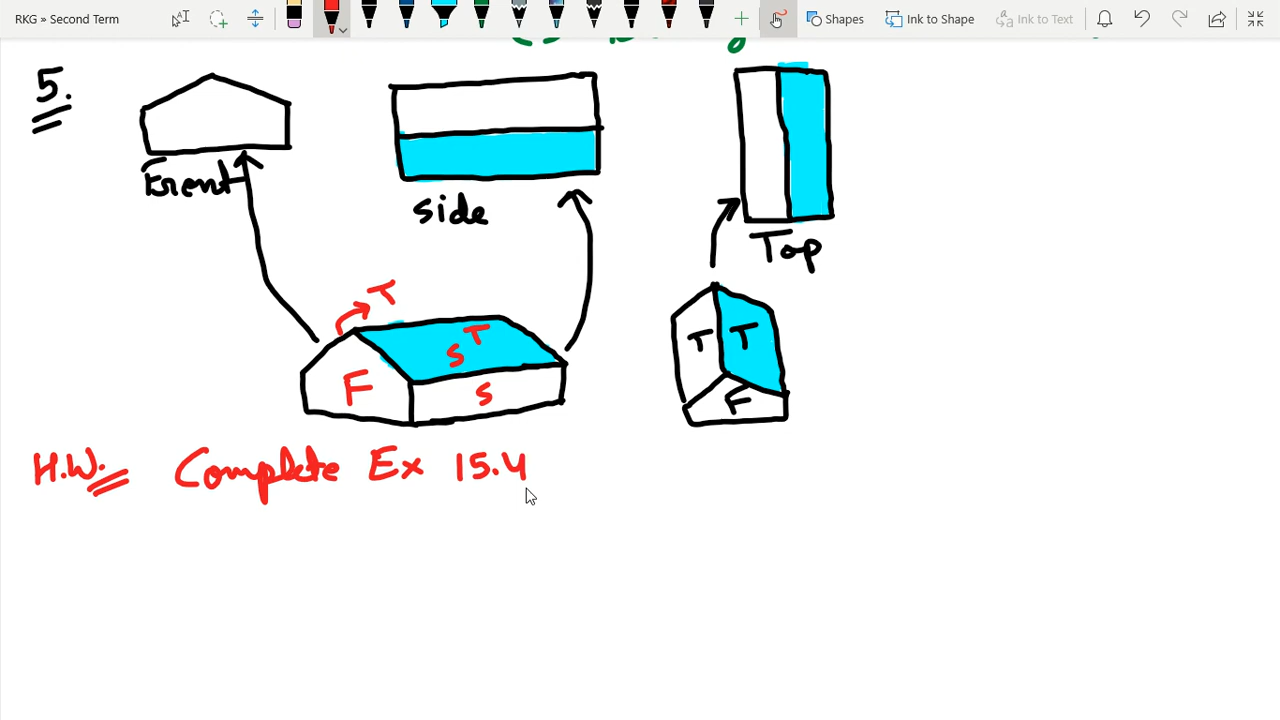 RKG » Second Term
Shapes
Ink to Shape
Ink to Text
5.
Front
side
Top
T
T
S
F
S
T
T
F
H.W. Complete Ex 15.4